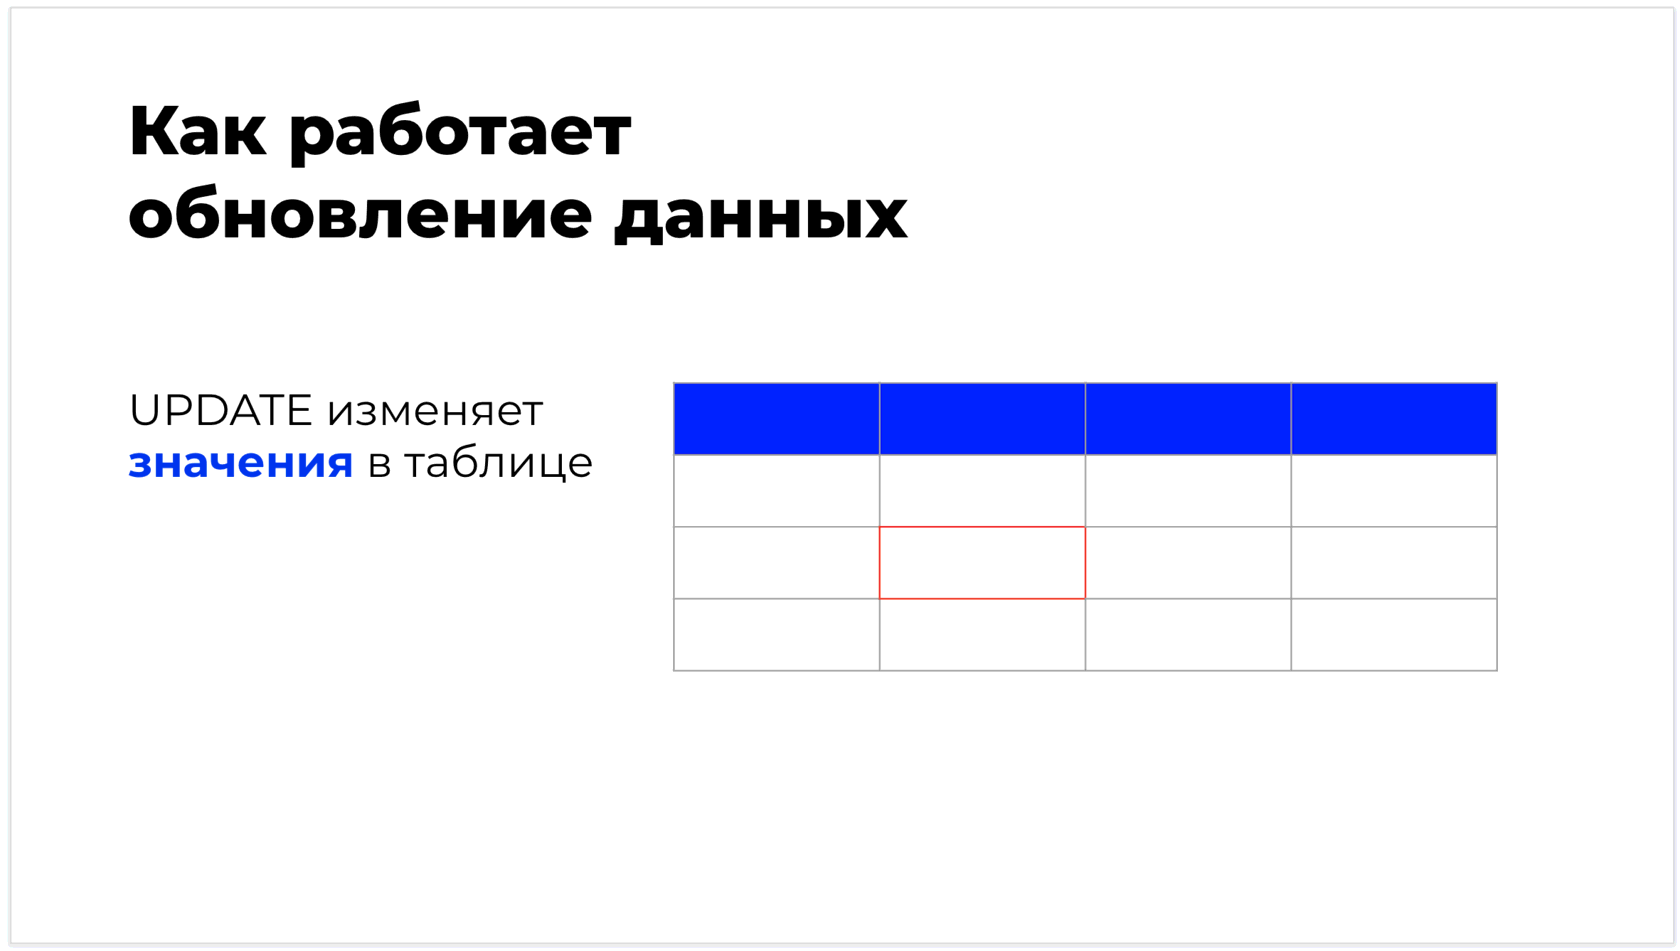 Как работает
обновление данных
UPDATE изменяет
значения в таблице